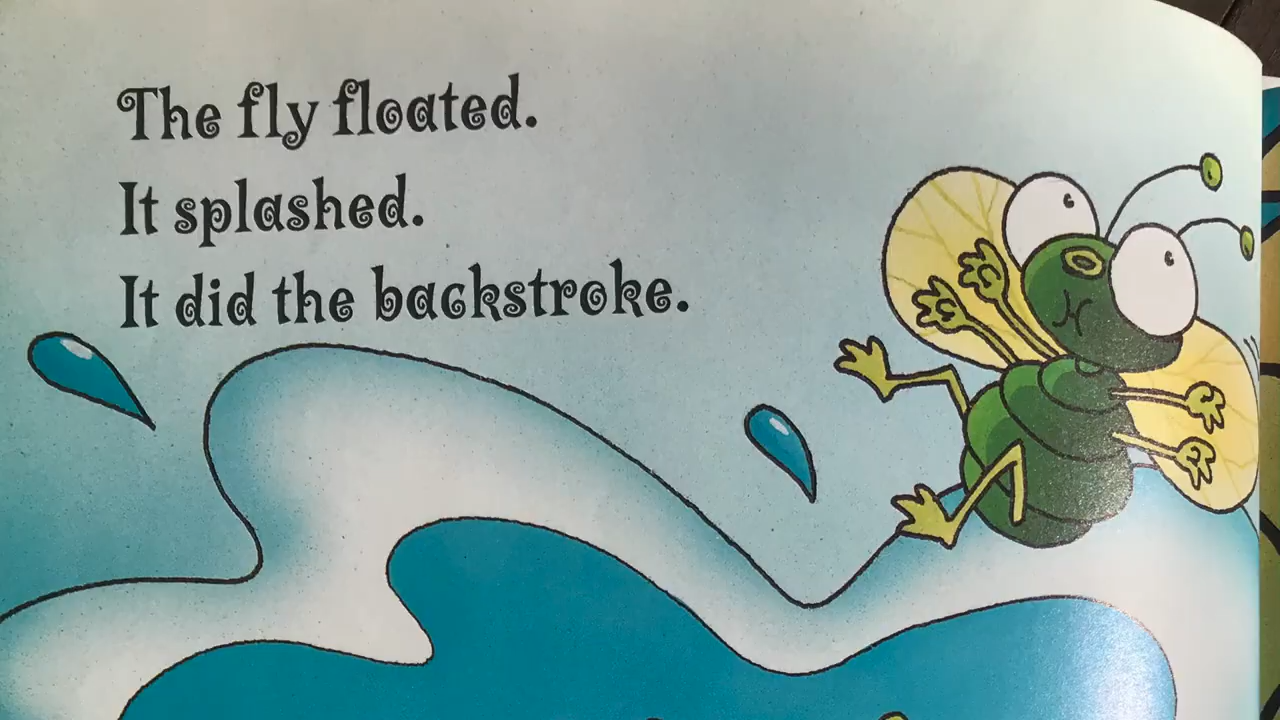 The fly floated.
It splashed.
It did the backstroke.